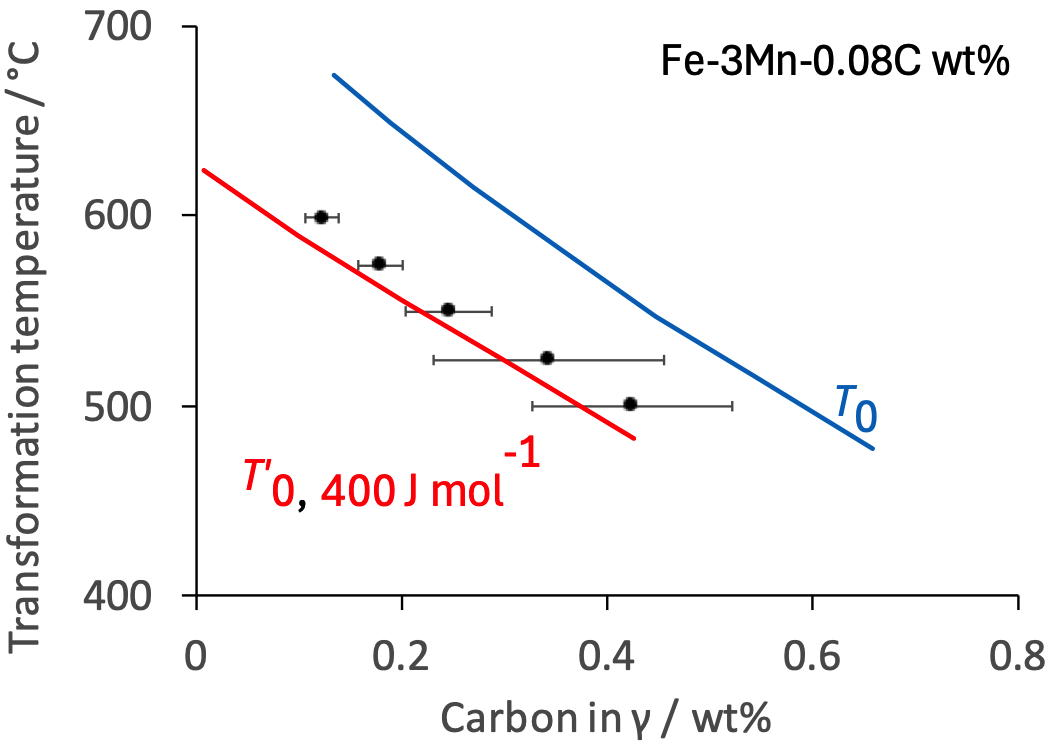 Transformation temperature / °C
700
600
500
400
Fe-3Mn-0.08C wt%
T0
T'0, 400 J mol-1
0
0.2
0.4
0.6
0.8
Carbon in γ / wt%